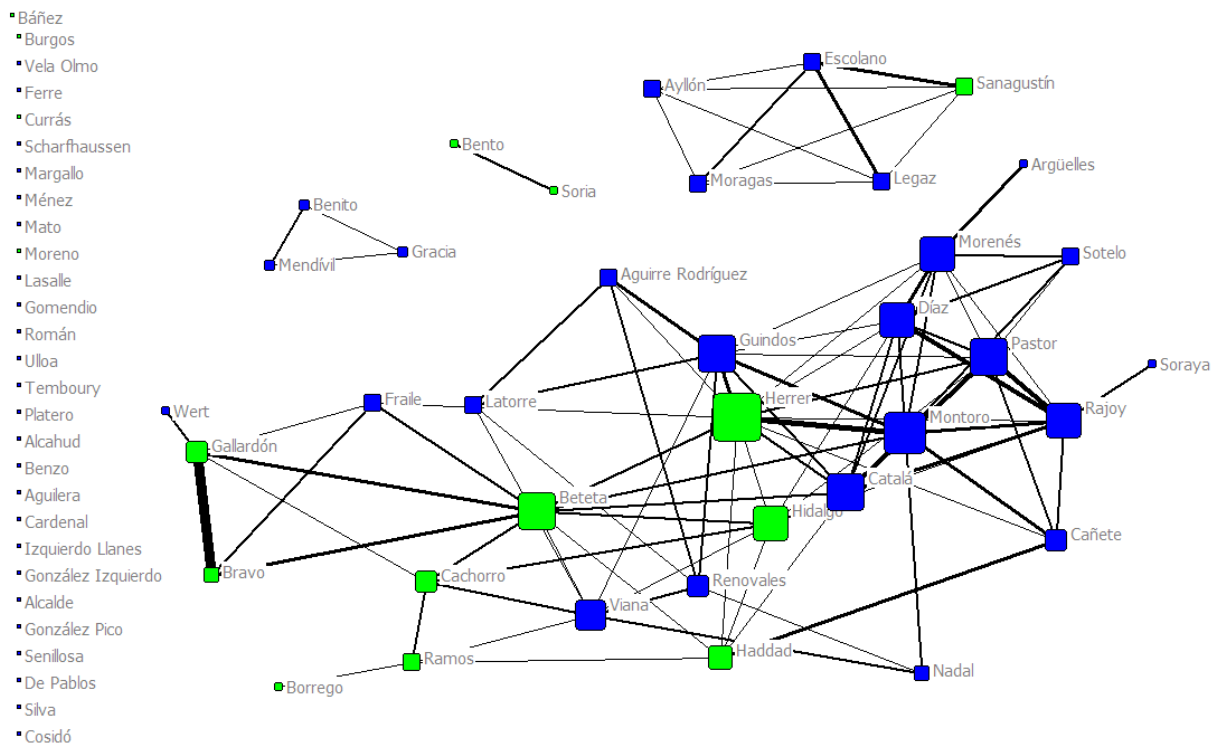 Báñez
Burgos
Vela Olmo
Ferre
Currás
Scharfhaussen
Margallo
Ménez
Mato
Moreno
Lasalle
Gomendio
Román
Ulloa
Temboury
Platero
Alcahud
Benzo
Aguilera
Cardenal
Izquierdo Llanes
González Izquierdo
Alcalde
González Pico
Senillosa
De Pablos
Silva
Cosidó
Escolano
Ayllón
Sanagustín
Bento
Moragas
Legaz
Argüelles
Soria
Benito
Gracia
Mendívil
Morenés
Sotelo
Aguirre Rodríguez
Díaz
Guindos
Pastor
Soraya
Herrer
Fraile
Latorre
Wert
Montoro
Rajoy
Gallardón
Catalá
Beteta
Hidalgo
Cañete
Bravo
Cachorro
Renovales
Viana
Ramos
Haddad
Nadal
Borrego